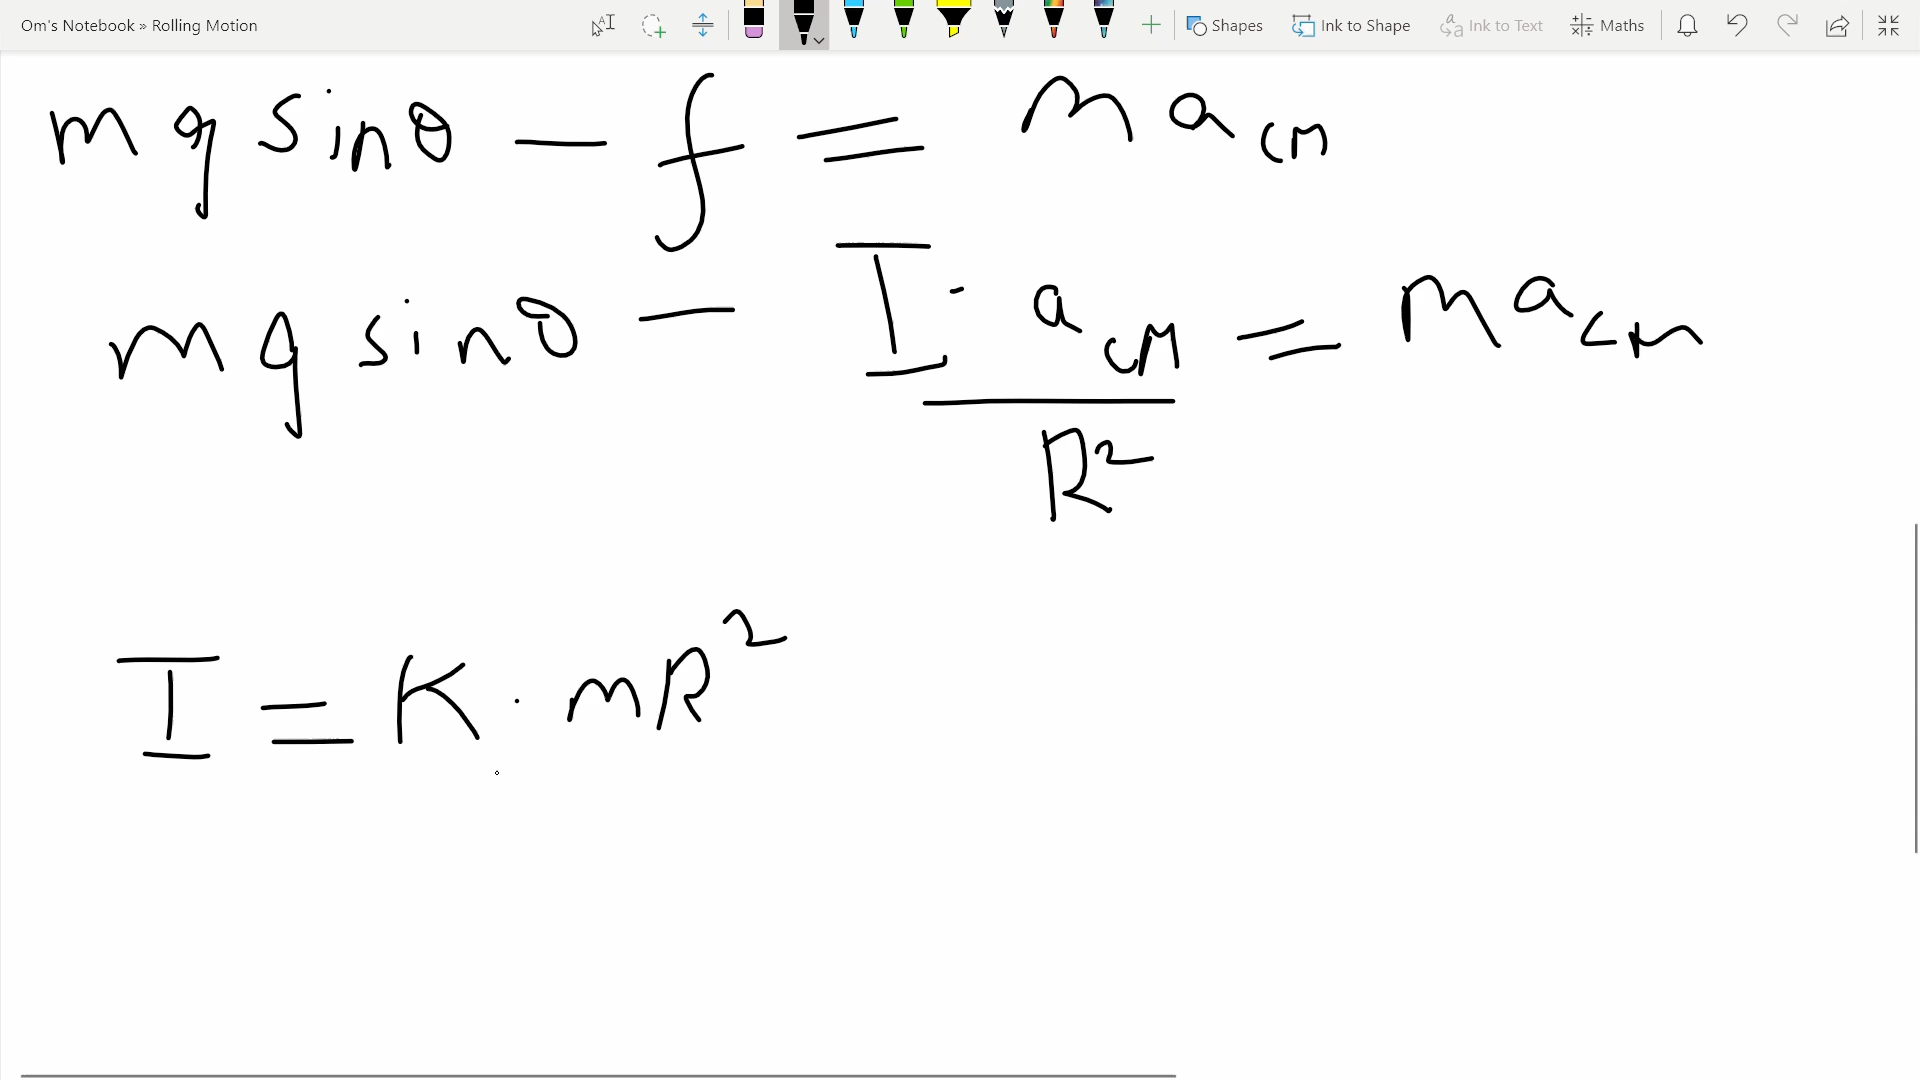 Om's Notebook » Rolling Motion
Shapes Ink to Shape Ink to Text Maths
mg sinθ — f = ma_cm
mg sinθ — I · a_cm / R² = ma_cm
I = K · mR²